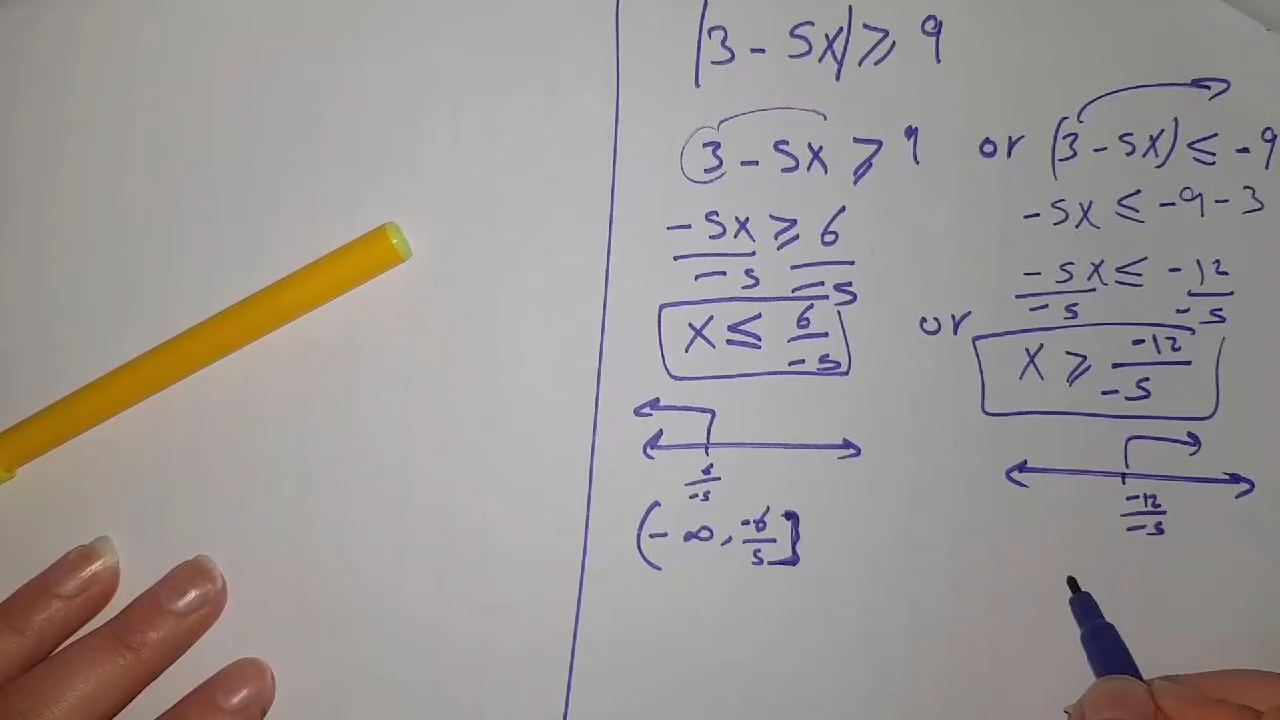 |3 - 5x| ≥ 9
3 - 5x ≥ 9 or (3 - 5x) ≤ -9
-5x ≥ 6
-5x ≤ -9 - 3
-5 -5
-5x ≤ -12
-5 -5
x ≤ 6/-5 or x ≥ -12/-5
6/-5
-12/-5
(-∞, -6/5]